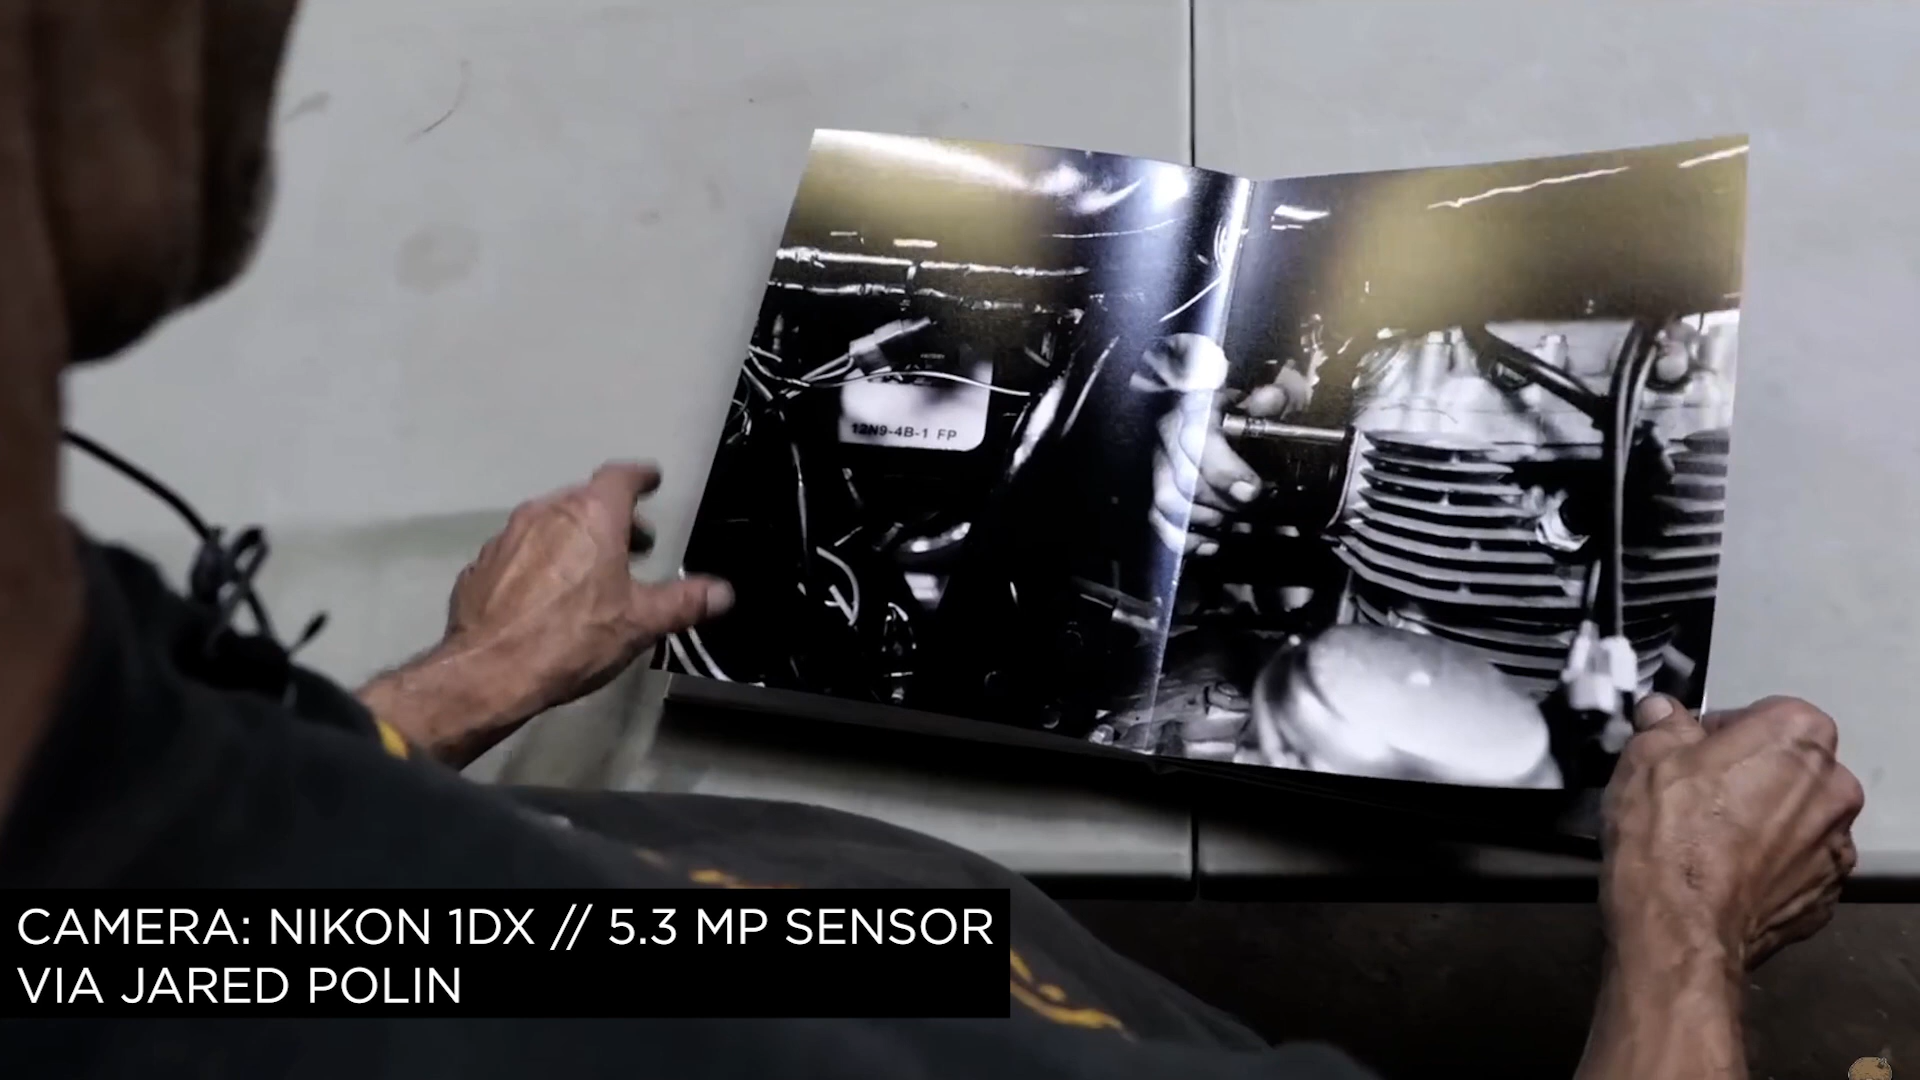 12N9-4B-1 FP
CAMERA: NIKON 1DX // 5.3 MP SENSOR
VIA JARED POLIN